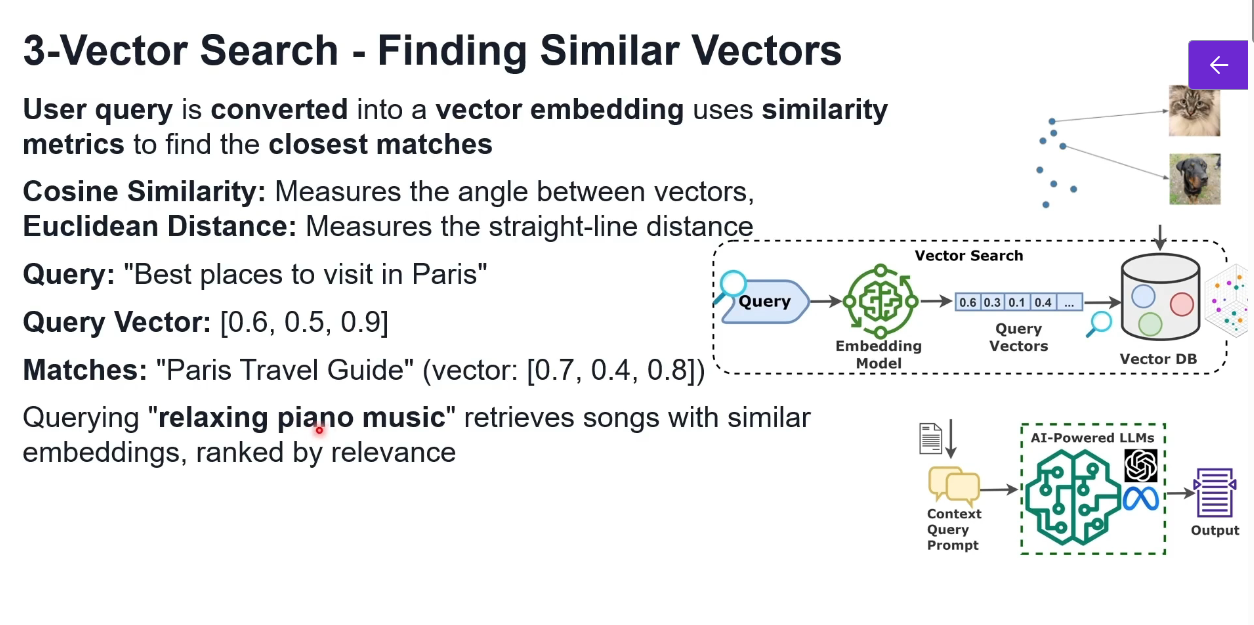 3-Vector Search - Finding Similar Vectors
User query is converted into a vector embedding uses similarity
metrics to find the closest matches
Cosine Similarity: Measures the angle between vectors,
Euclidean Distance: Measures the straight-line distance
Query: "Best places to visit in Paris"
Query Vector: [0.6, 0.5, 0.9]
Matches: "Paris Travel Guide" (vector: [0.7, 0.4, 0.8])
Querying "relaxing piano music" retrieves songs with similar
embeddings, ranked by relevance
Vector Search
Query
Embedding
Model
0.6 0.3 0.1 0.4 ...
Query
Vectors
Vector DB
Context
Query
Prompt
AI-Powered LLMs
Output